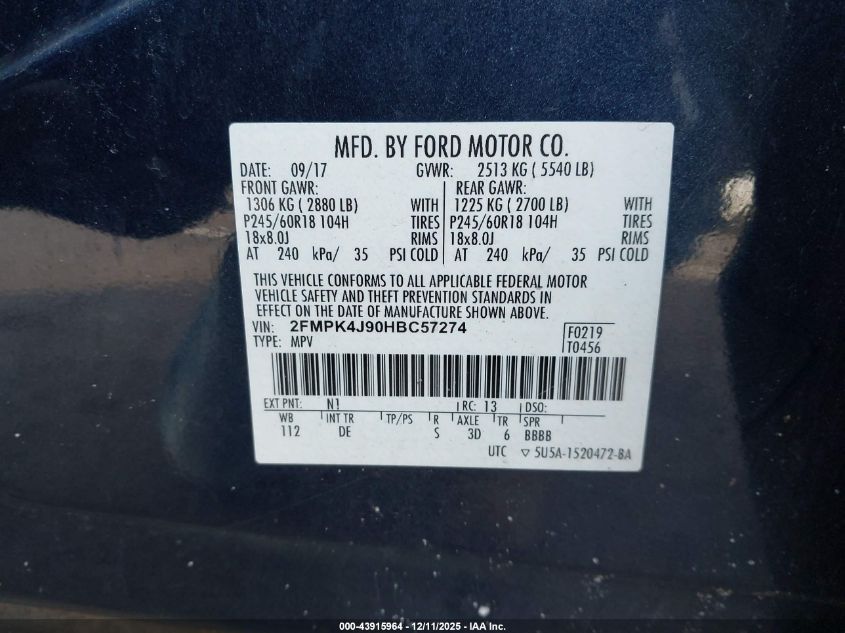 MFD. BY FORD MOTOR CO.
DATE: 09/17 GVWR: 2513 KG ( 5540 LB)
FRONT GAWR: REAR GAWR:
1306 KG ( 2880 LB) WITH 1225 KG ( 2700 LB) WITH
P245/60R18 104H TIRES P245/60R18 104H TIRES
18x8.0J RIMS 18x8.0J RIMS
AT 240 kPa/ 35 PSI COLD AT 240 kPa/ 35 PSI COLD
THIS VEHICLE CONFORMS TO ALL APPLICABLE FEDERAL MOTOR
VEHICLE SAFETY AND THEFT PREVENTION STANDARDS IN
EFFECT ON THE DATE OF MANUFACTURE SHOWN ABOVE.
VIN: 2FMPK4J90HBC57274 F0219
TYPE: MPV T0456
EXT PNT: N1 RC: 13 DSO:
WB INT TR TP/PS R AXLE TR SPR
112 DE S 3D 6 BBBB
UTC ▽ 5U5A-1520472-BA
000-43915964 - 12/11/2025 - IAA Inc.